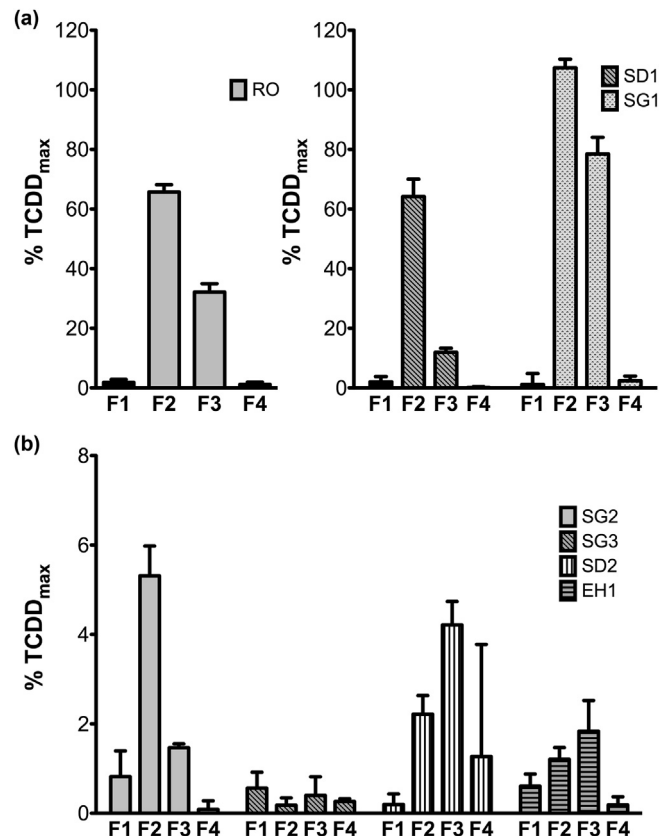 (a)
120
100
80
60
40
20
0
% TCDDmax
RO
F1 F2 F3 F4
120
100
80
60
40
20
0
% TCDDmax
SD1
SG1
F1 F2 F3 F4 F1 F2 F3 F4
(b)
8
6
4
2
0
% TCDDmax
SG2
SG3
SD2
EH1
F1 F2 F3 F4 F1 F2 F3 F4 F1 F2 F3 F4 F1 F2 F3 F4